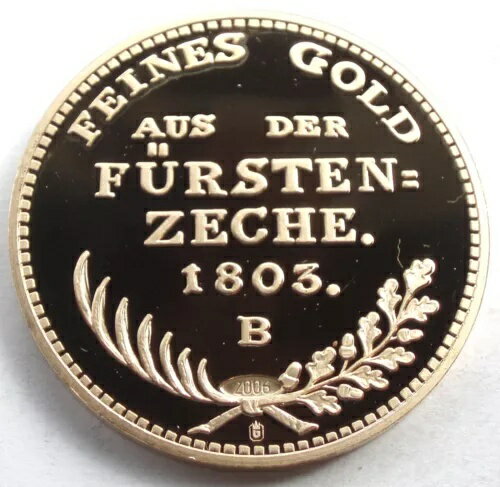 FEINES GOLD
AUS DER
FÜRSTEN=
ZECHE.
1803.
B
2006